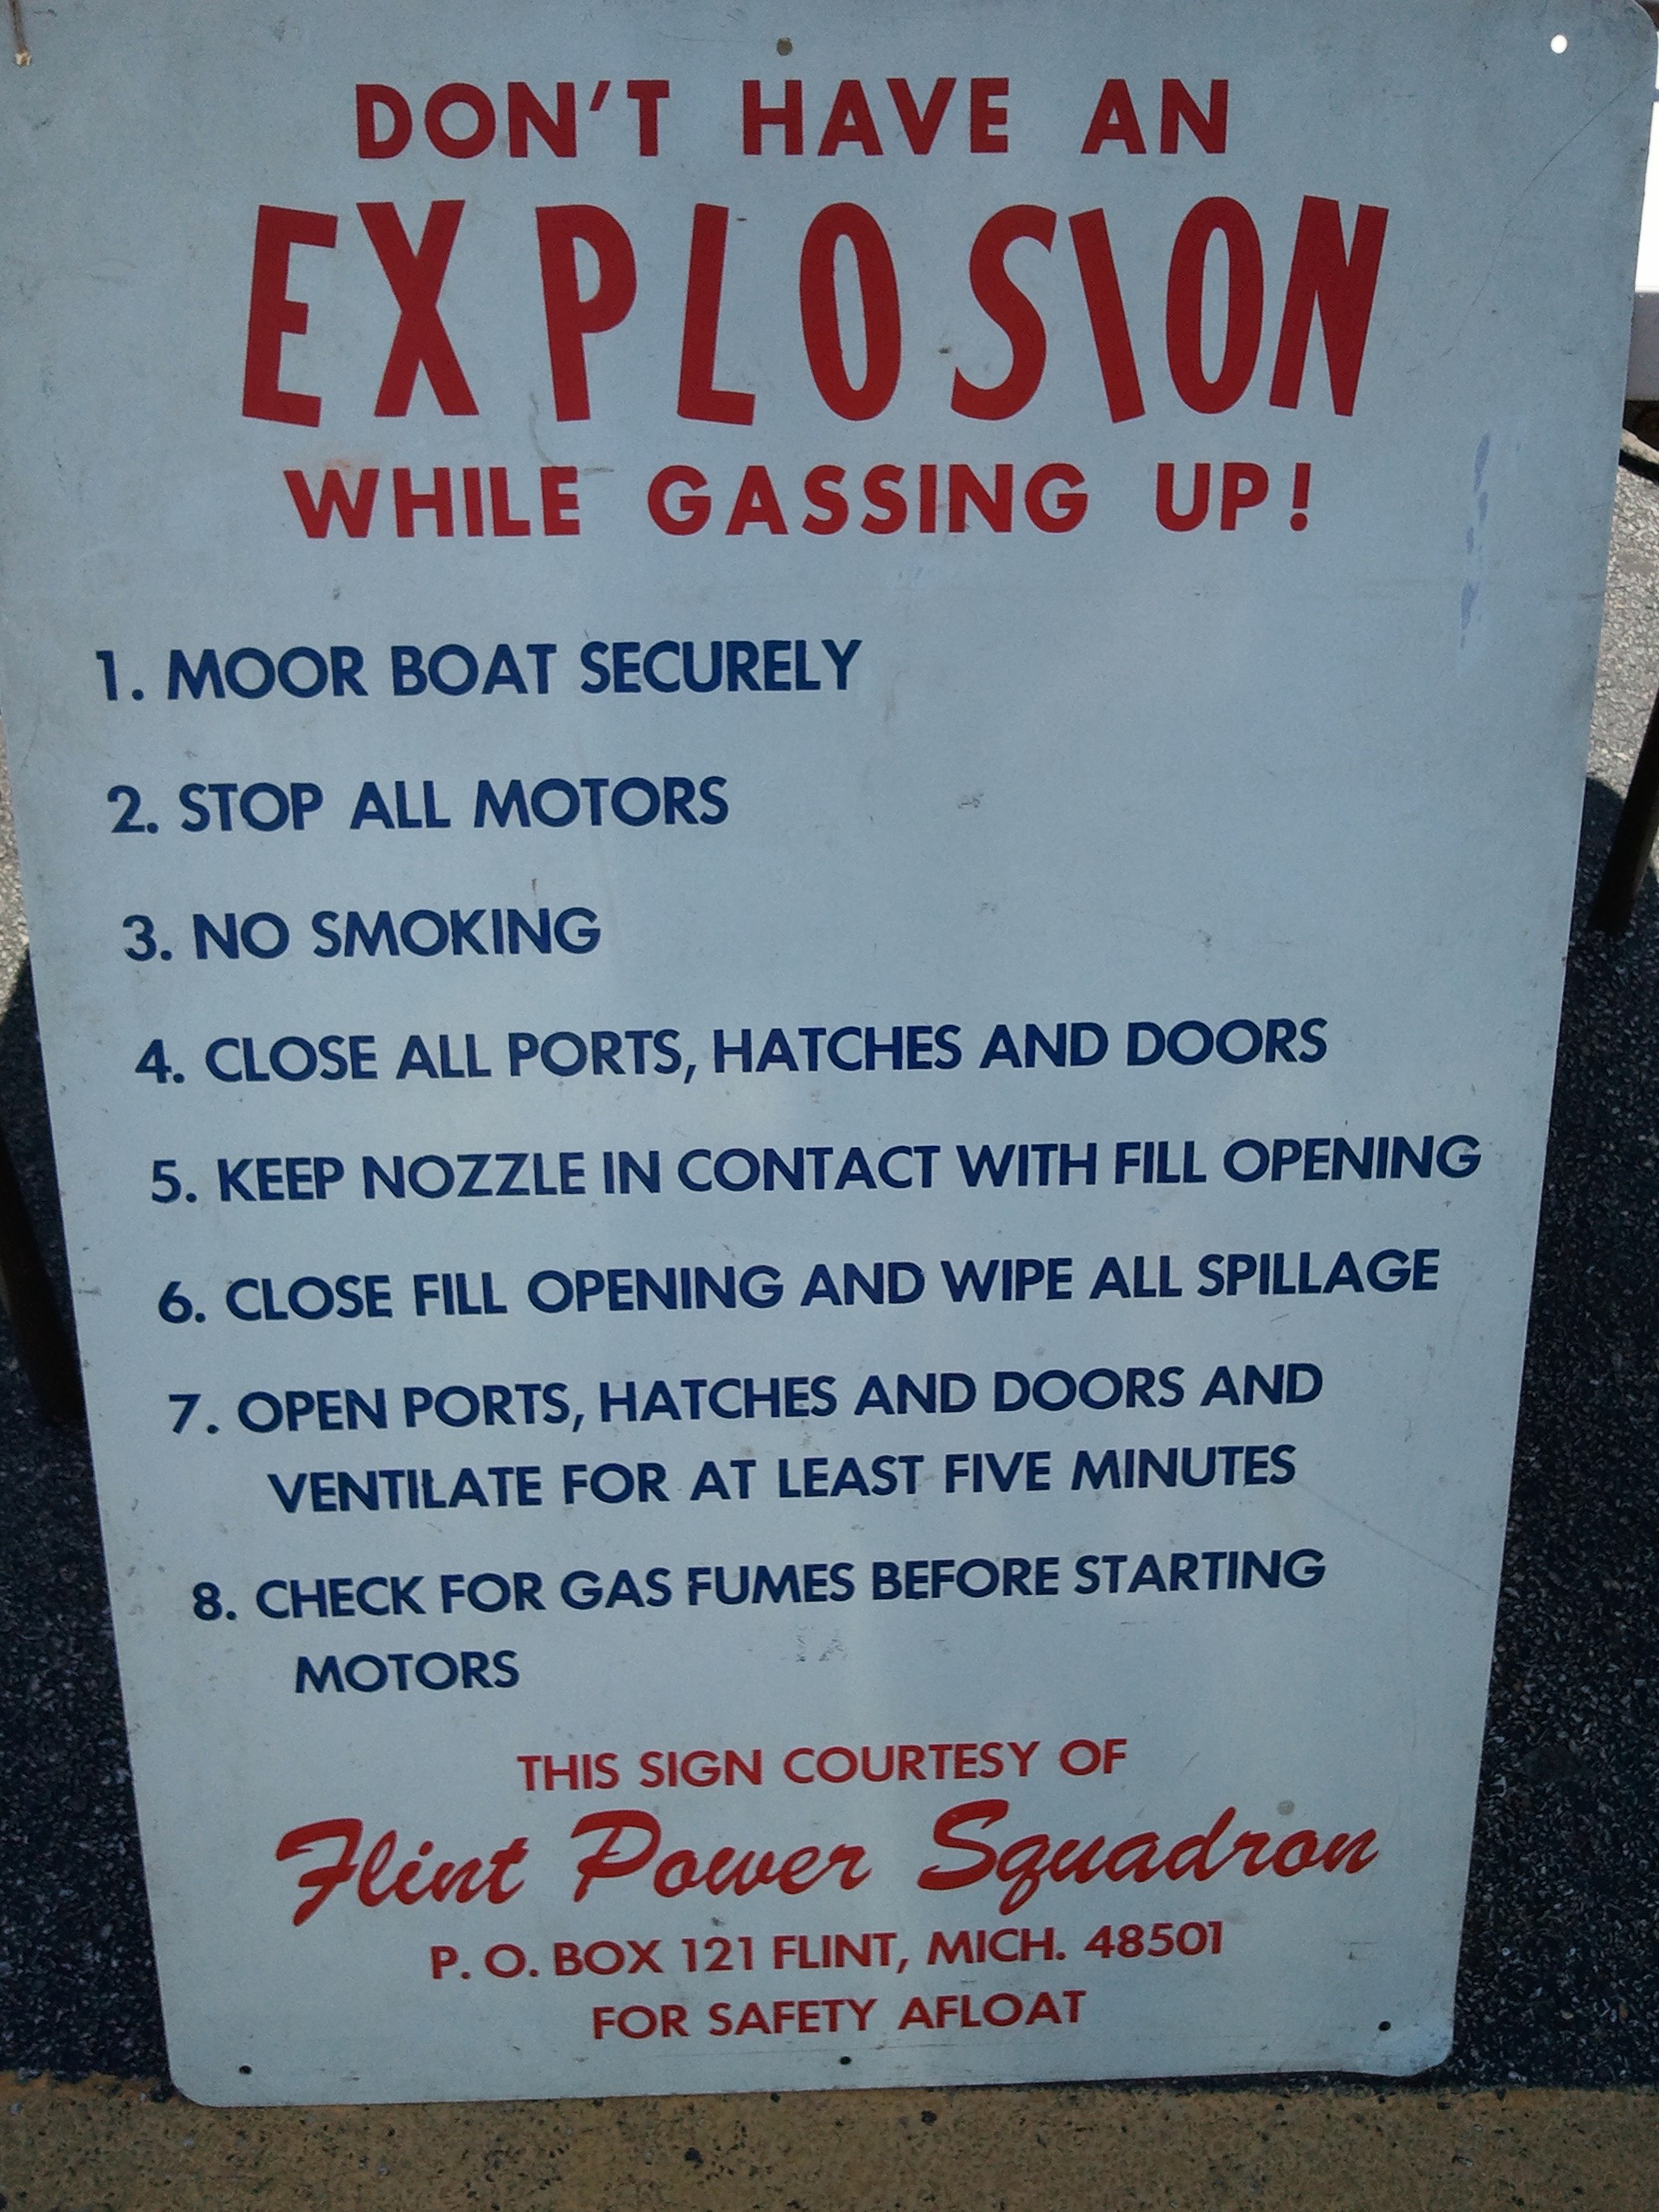 DON'T HAVE AN
EXPLOSION
WHILE GASSING UP!
1. MOOR BOAT SECURELY
2. STOP ALL MOTORS
3. NO SMOKING
4. CLOSE ALL PORTS, HATCHES AND DOORS
5. KEEP NOZZLE IN CONTACT WITH FILL OPENING
6. CLOSE FILL OPENING AND WIPE ALL SPILLAGE
7. OPEN PORTS, HATCHES AND DOORS AND
VENTILATE FOR AT LEAST FIVE MINUTES
8. CHECK FOR GAS FUMES BEFORE STARTING
MOTORS
THIS SIGN COURTESY OF
Flint Power Squadron
P. O. BOX 121 FLINT, MICH. 48501
FOR SAFETY AFLOAT